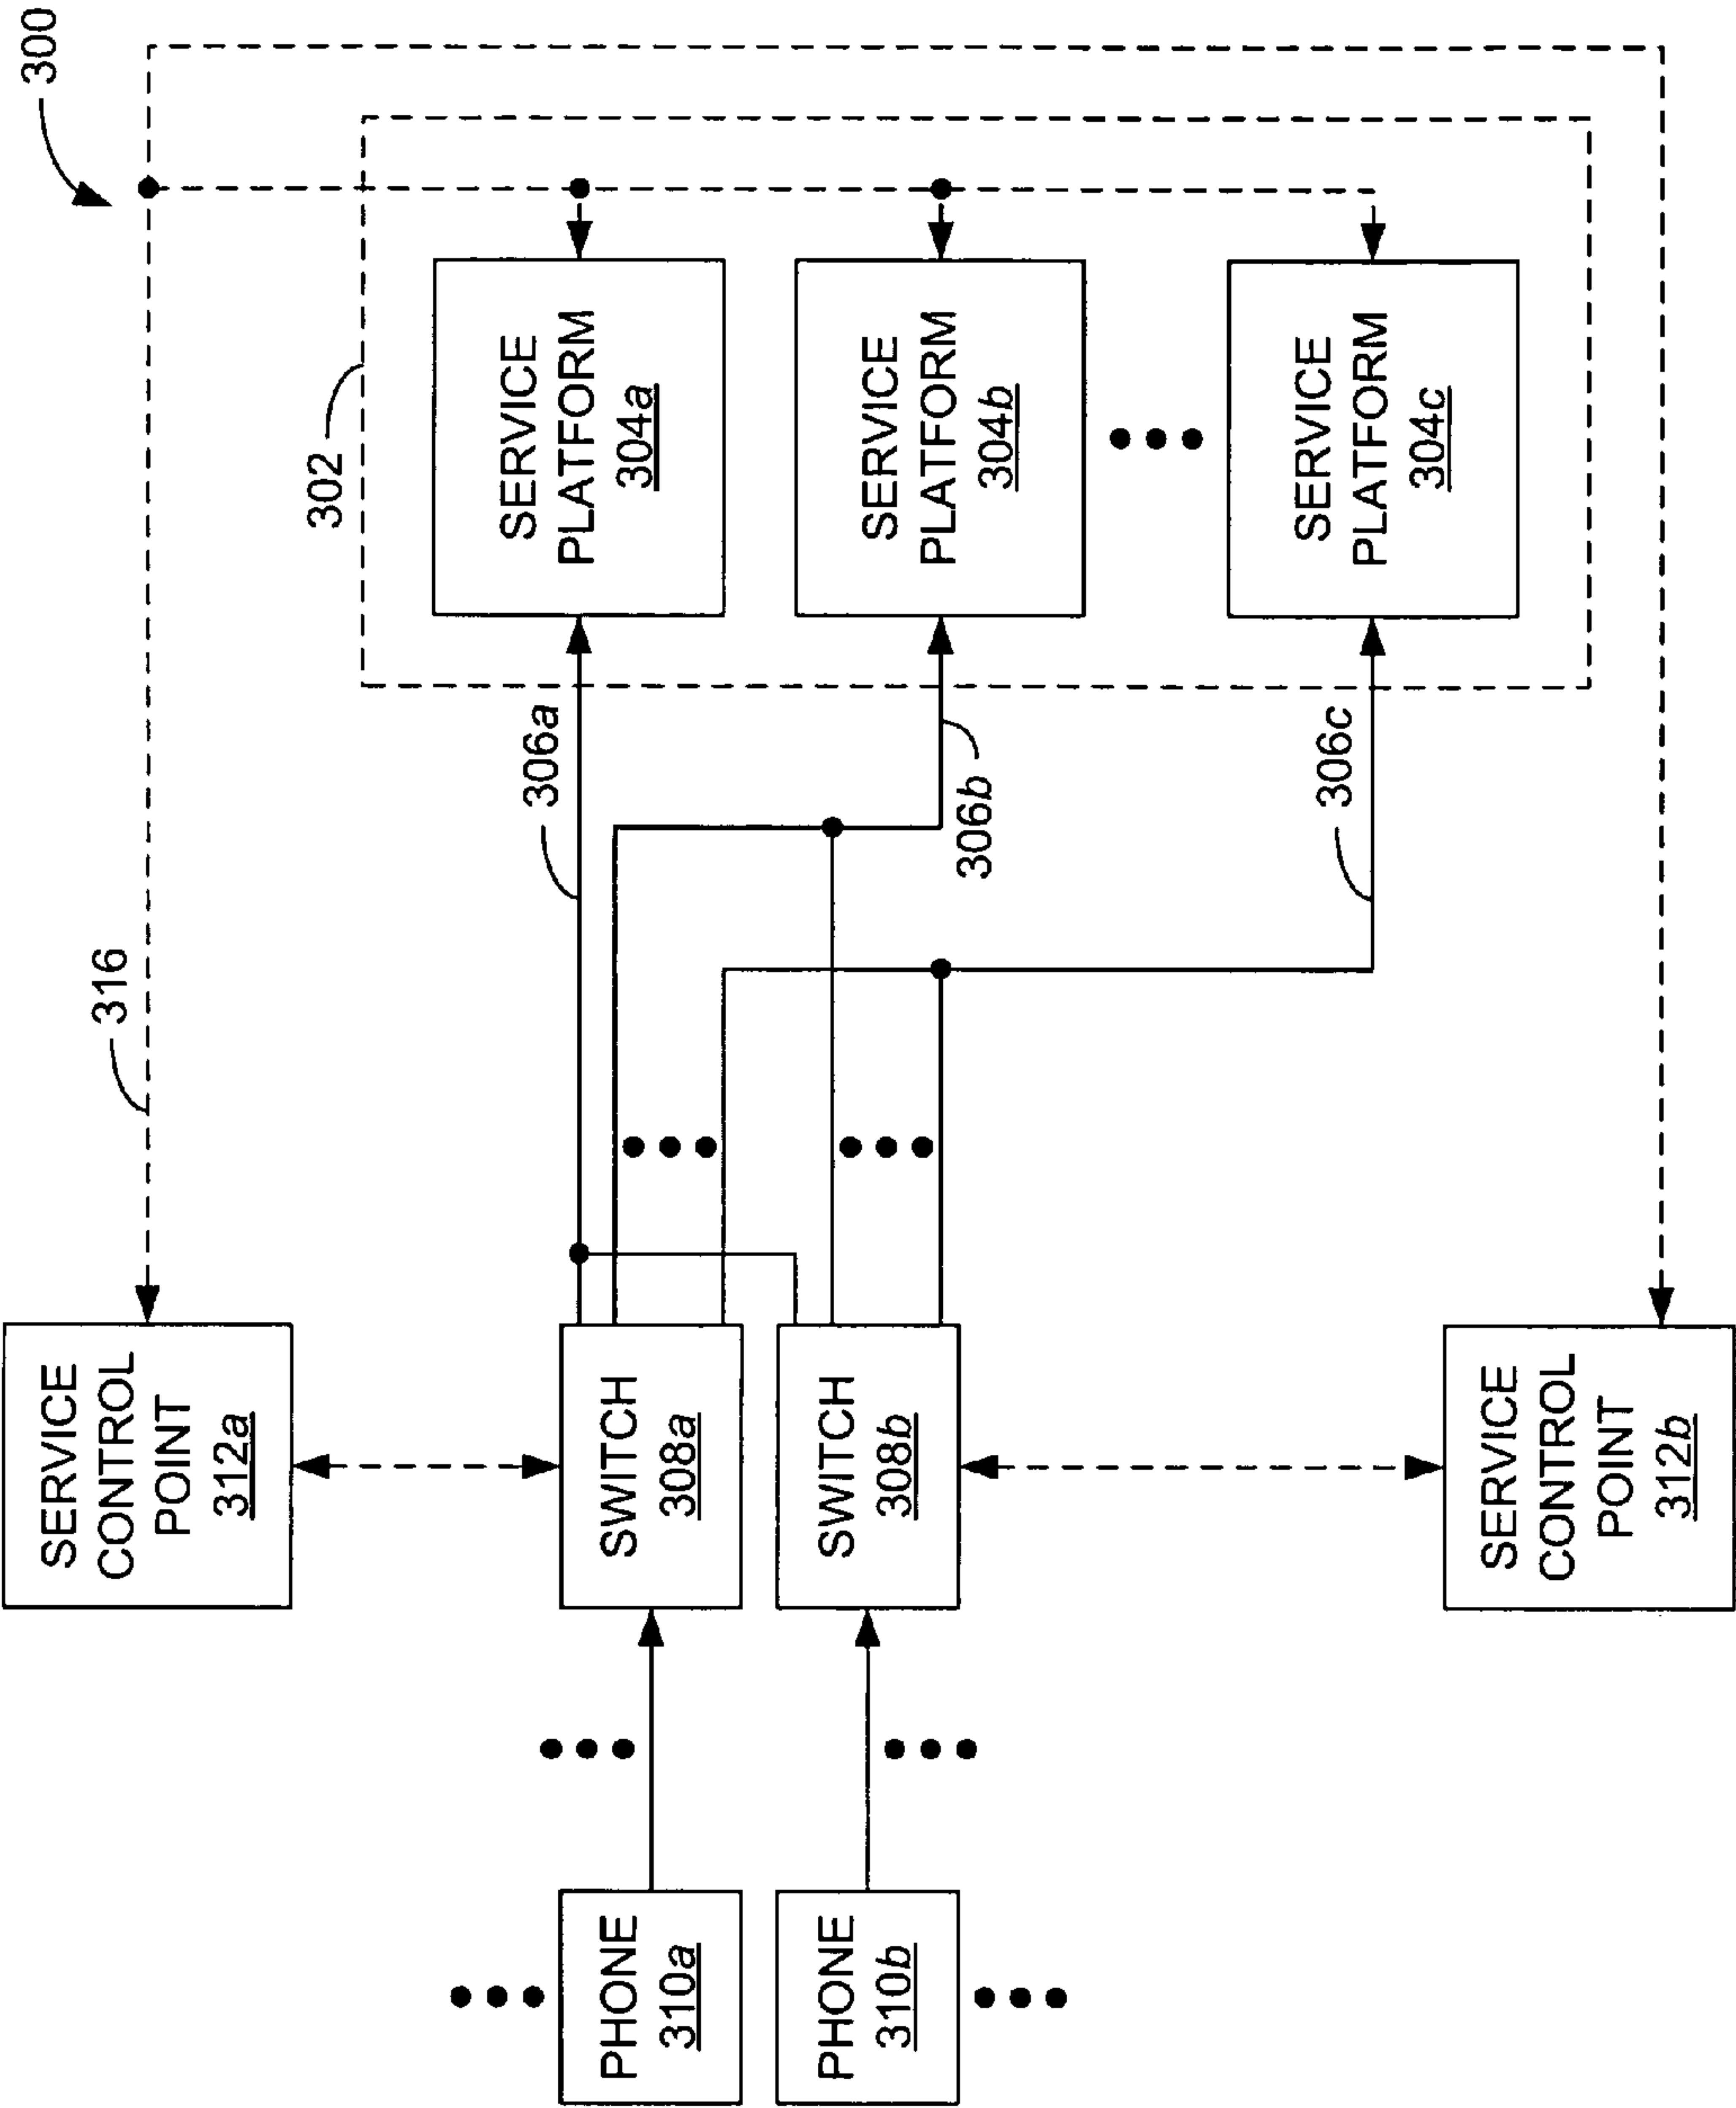 300
316
302
SERVICE
CONTROL
POINT
312a
SERVICE
PLATFORM
304a
306a
PHONE
310a
SWITCH
308a
SERVICE
PLATFORM
304b
306b
PHONE
310b
SWITCH
308b
SERVICE
PLATFORM
304c
306c
SERVICE
CONTROL
POINT
312b